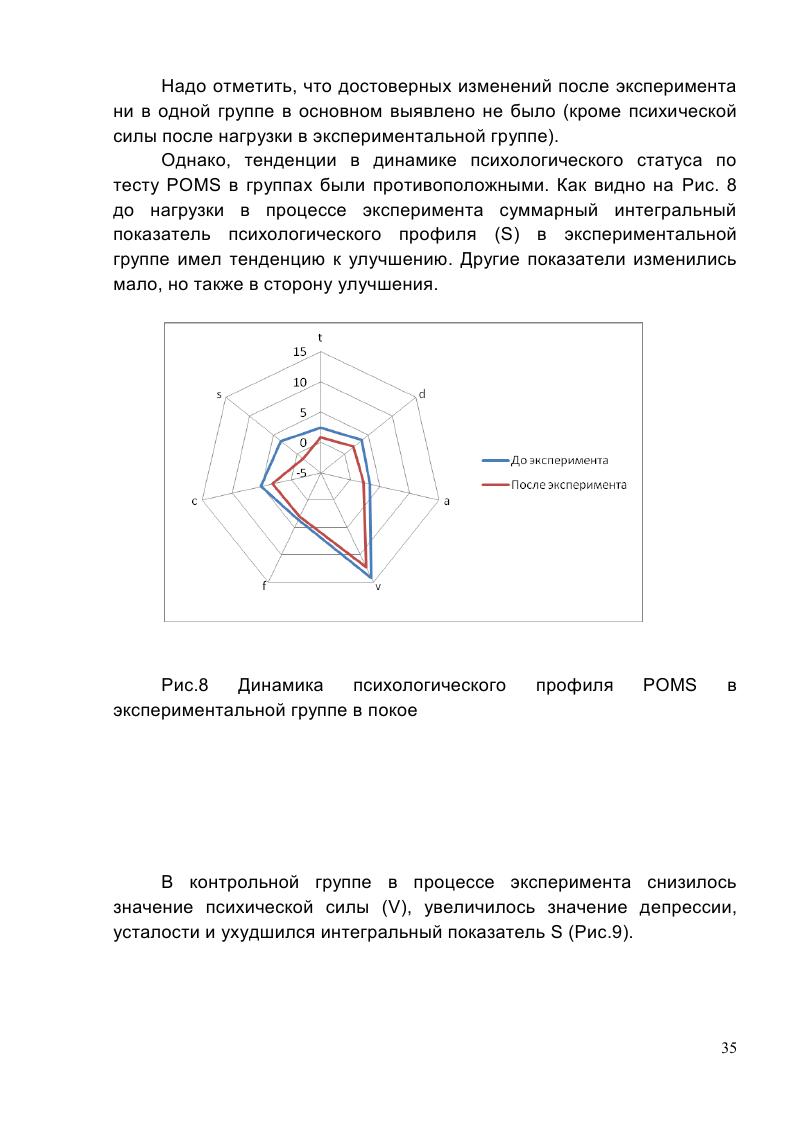 Надо отметить, что достоверных изменений после эксперимента
ни в одной группе в основном выявлено не было (кроме психической
силы после нагрузки в экспериментальной группе).
Однако, тенденции в динамике психологического статуса по
тесту POMS в группах были противоположными. Как видно на Рис. 8
до нагрузки в процессе эксперимента суммарный интегральный
показатель психологического профиля (S) в экспериментальной
группе имел тенденцию к улучшению. Другие показатели изменились
мало, но также в сторону улучшения.
t
15
10
s
d
5
0
До эксперимента
-5
После эксперимента
c
a
f
v
Рис.8 Динамика психологического профиля POMS в
экспериментальной группе в покое
В контрольной группе в процессе эксперимента снизилось
значение психической силы (V), увеличилось значение депрессии,
усталости и ухудшился интегральный показатель S (Рис.9).
35